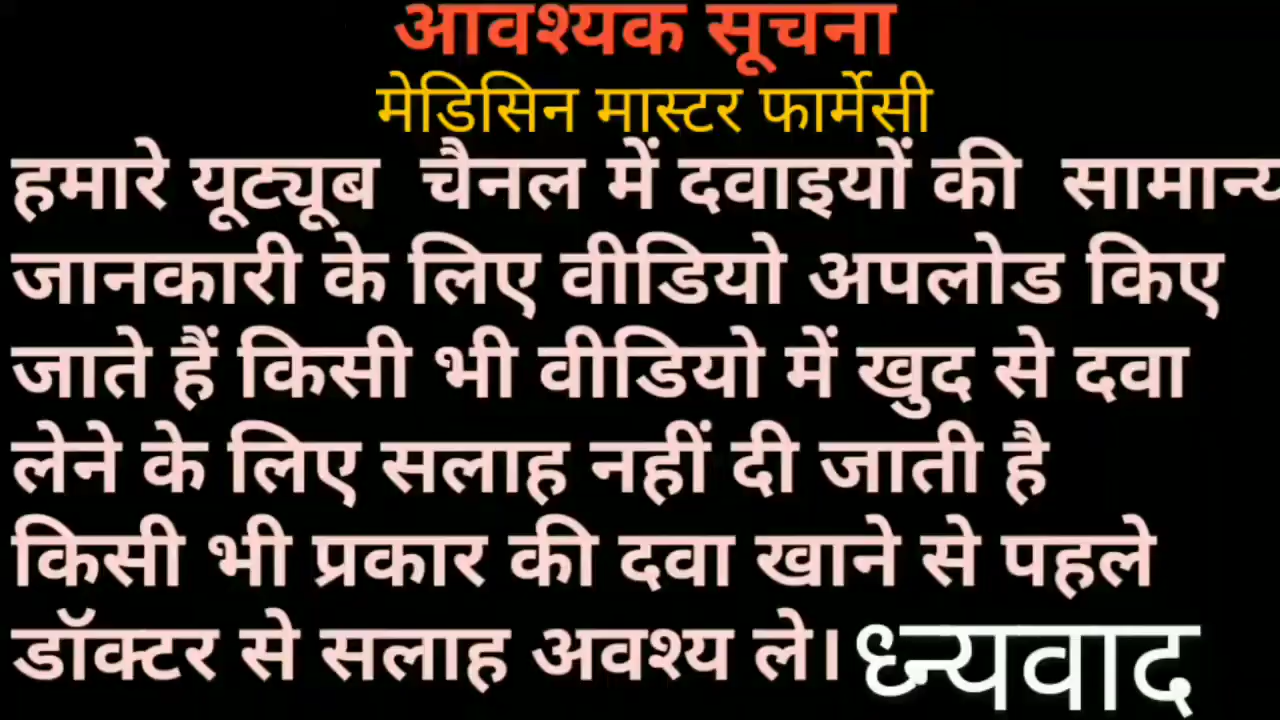 आवश्यक सूचना
मेडिसिन मास्टर फार्मेसी
हमारे यूट्यूब चैनल में दवाइयों की सामान्य
जानकारी के लिए वीडियो अपलोड किए
जाते हैं किसी भी वीडियो में खुद से दवा
लेने के लिए सलाह नहीं दी जाती है
किसी भी प्रकार की दवा खाने से पहले
डॉक्टर से सलाह अवश्य ले। ध्न्यवाद